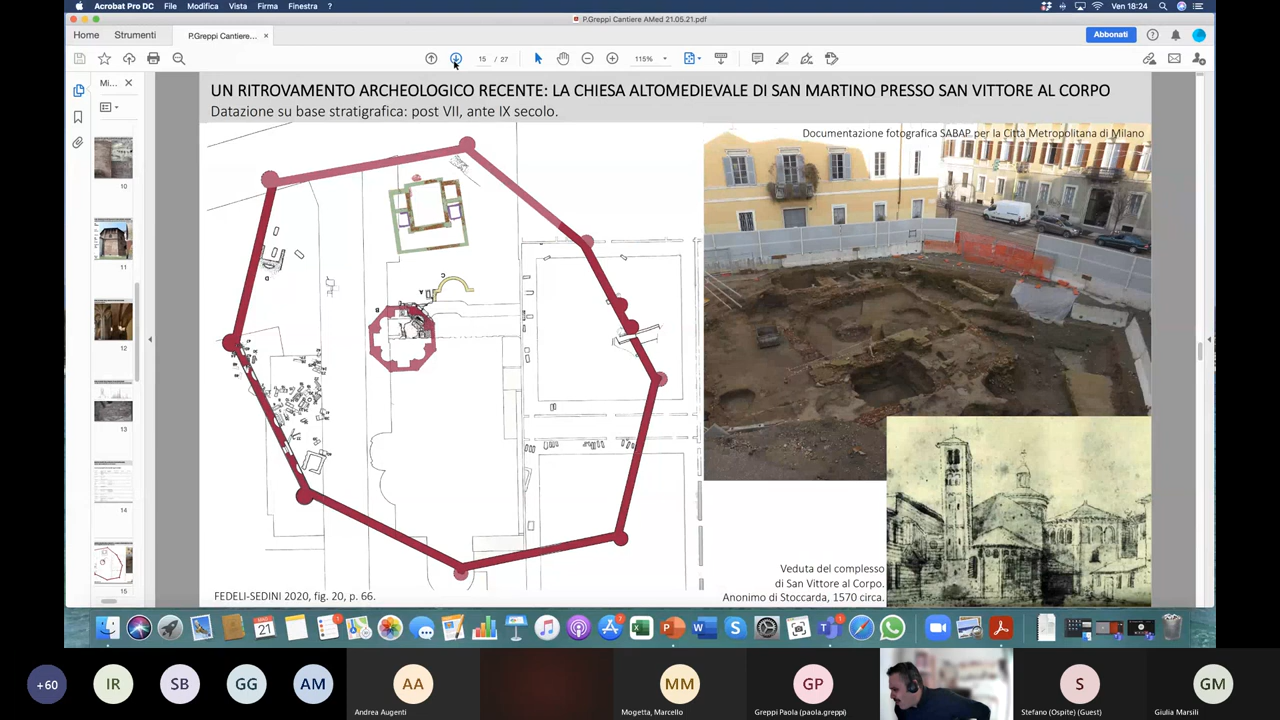 Acrobat Pro DC File Modifica Vista Firma Finestra ?
Ven 18:24
P.Greppi Cantiere AMed 21.05.21.pdf
Home Strumenti P.Greppi Cantiere... ×
Abbonati
15 / 27
115%
Mi...
10
11
12
13
14
15
UN RITROVAMENTO ARCHEOLOGICO RECENTE: LA CHIESA ALTOMEDIEVALE DI SAN MARTINO PRESSO SAN VITTORE AL CORPO
Datazione su base stratigrafica: post VII, ante IX secolo.
Documentazione fotografica SABAP per la Città Metropolitana di Milano
Veduta del complesso
di San Vittore al Corpo.
Anonimo di Stoccarda, 1570 circa.
FEDELI-SEDINI 2020, fig. 20, p. 66.
21
+60
IR
SB
GG
AM
AA
Andrea Augenti
MM
Mogetta, Marcello
GP
Greppi Paola (paola.greppi)
S
Stefano (Ospite) (Guest)
GM
Giulia Marsili